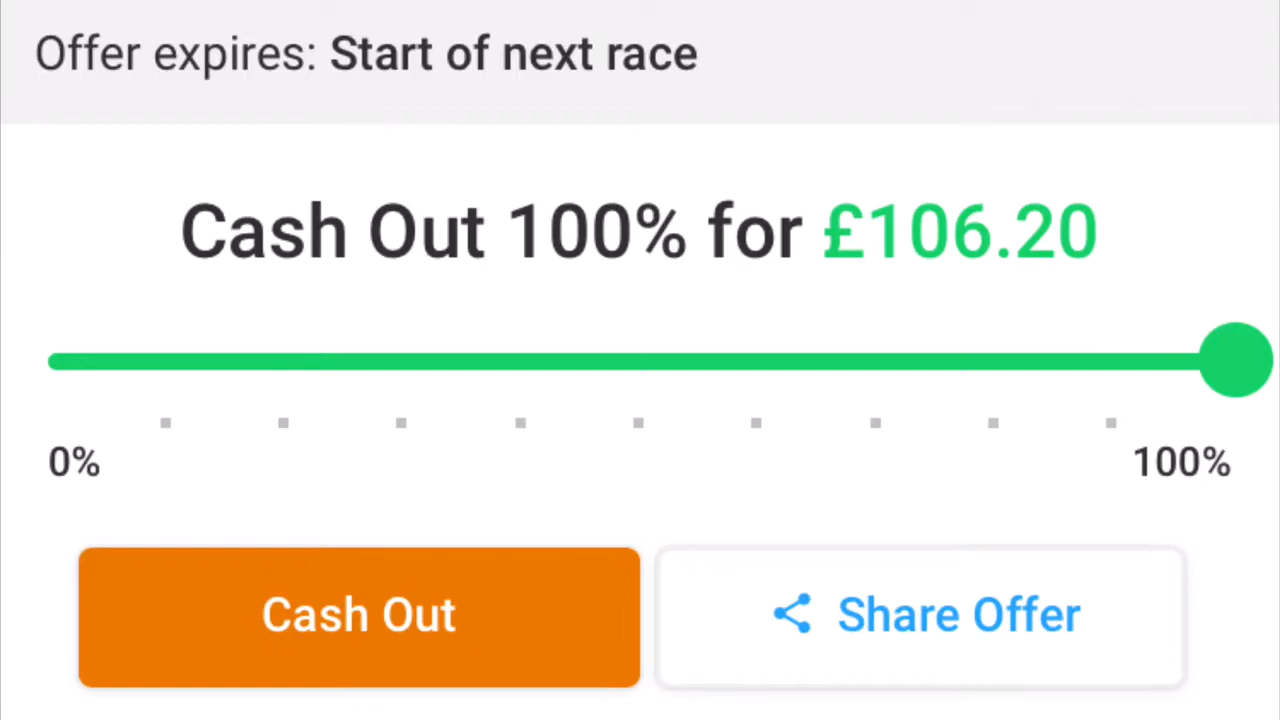 Offer expires: Start of next race
Cash Out 100% for £106.20
0% 100%
Cash Out Share Offer